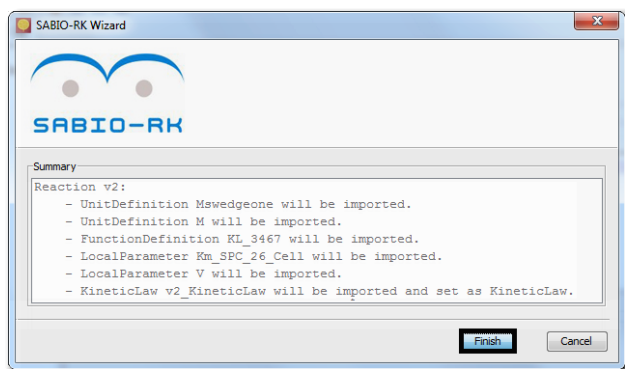 SABIO-RK Wizard
SABIO-RK
Summary
Reaction v2:
- UnitDefinition Mswedgeone will be imported.
- UnitDefinition M will be imported.
- FunctionDefinition KL_3467 will be imported.
- LocalParameter Km_SPC_26_Cell will be imported.
- LocalParameter V will be imported.
- KineticLaw v2_KineticLaw will be imported and set as KineticLaw.
Finish Cancel